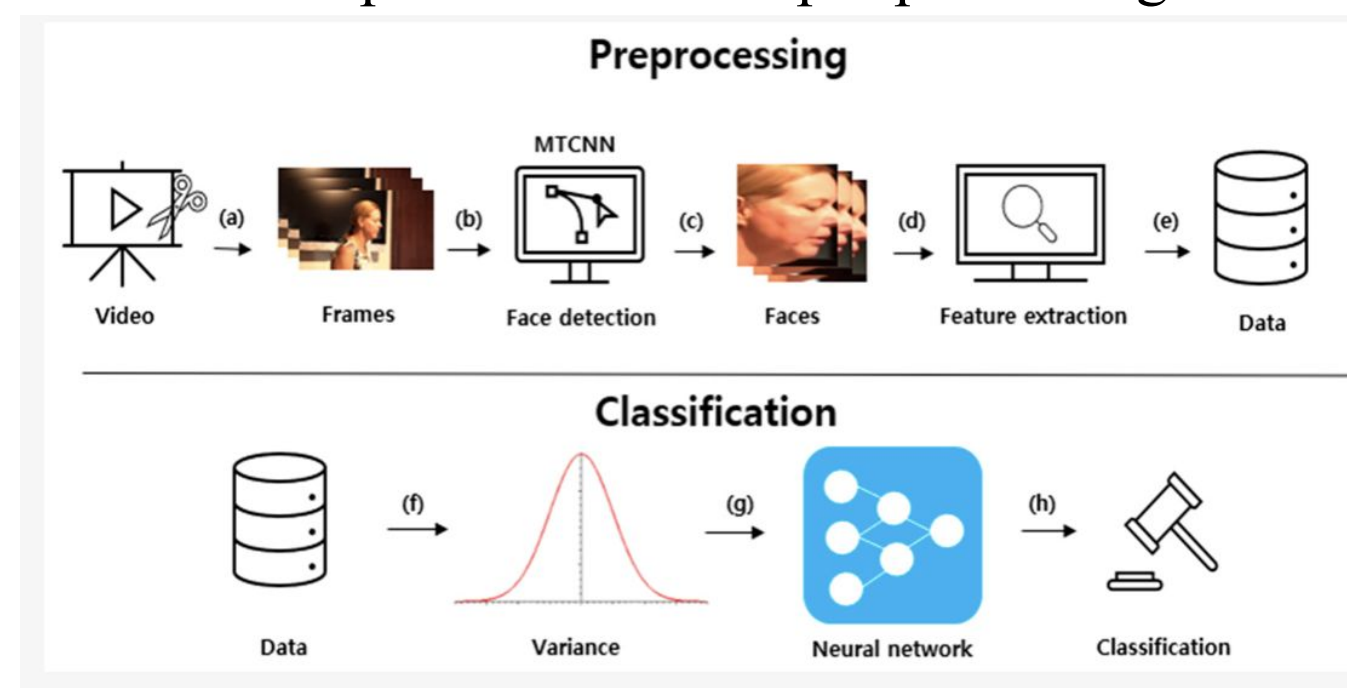 Preprocessing
MTCNN
(a) (b) (c) (d) (e)
Video Frames Face detection Faces Feature extraction Data
Classification
(f) (g) (h)
Data Variance Neural network Classification